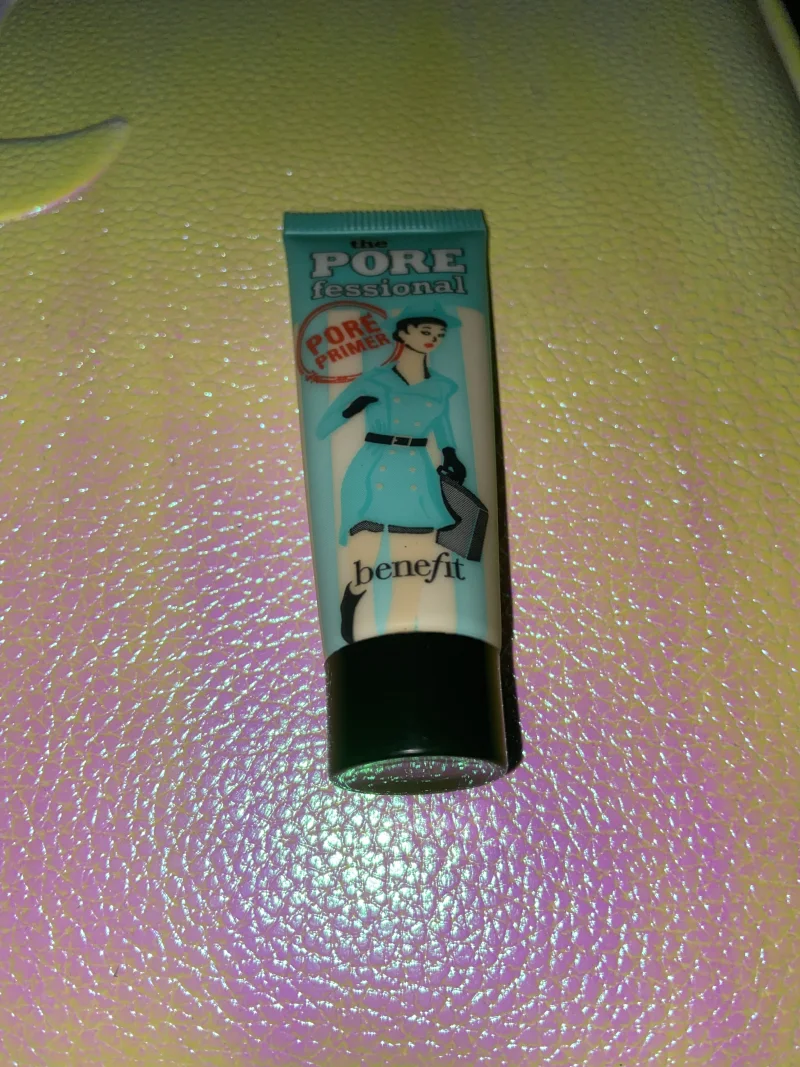 the
PORE
fessional
PORE
PRIMER
benefit